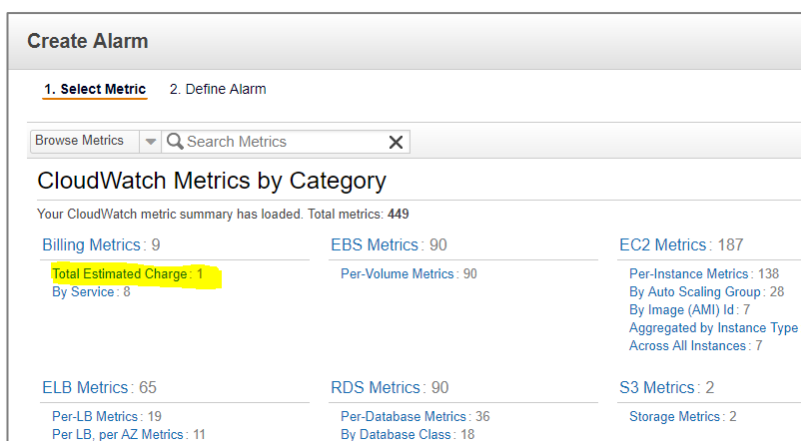 Create Alarm
1. Select Metric 2. Define Alarm
Browse Metrics Search Metrics
CloudWatch Metrics by Category
Your CloudWatch metric summary has loaded. Total metrics: 449
Billing Metrics : 9
Total Estimated Charge : 1
By Service : 8
EBS Metrics : 90
Per-Volume Metrics : 90
EC2 Metrics : 187
Per-Instance Metrics : 138
By Auto Scaling Group : 28
By Image (AMI) Id : 7
Aggregated by Instance Type
Across All Instances : 7
ELB Metrics : 65
Per-LB Metrics : 19
Per LB, per AZ Metrics : 11
RDS Metrics : 90
Per-Database Metrics : 36
By Database Class : 18
S3 Metrics : 2
Storage Metrics : 2